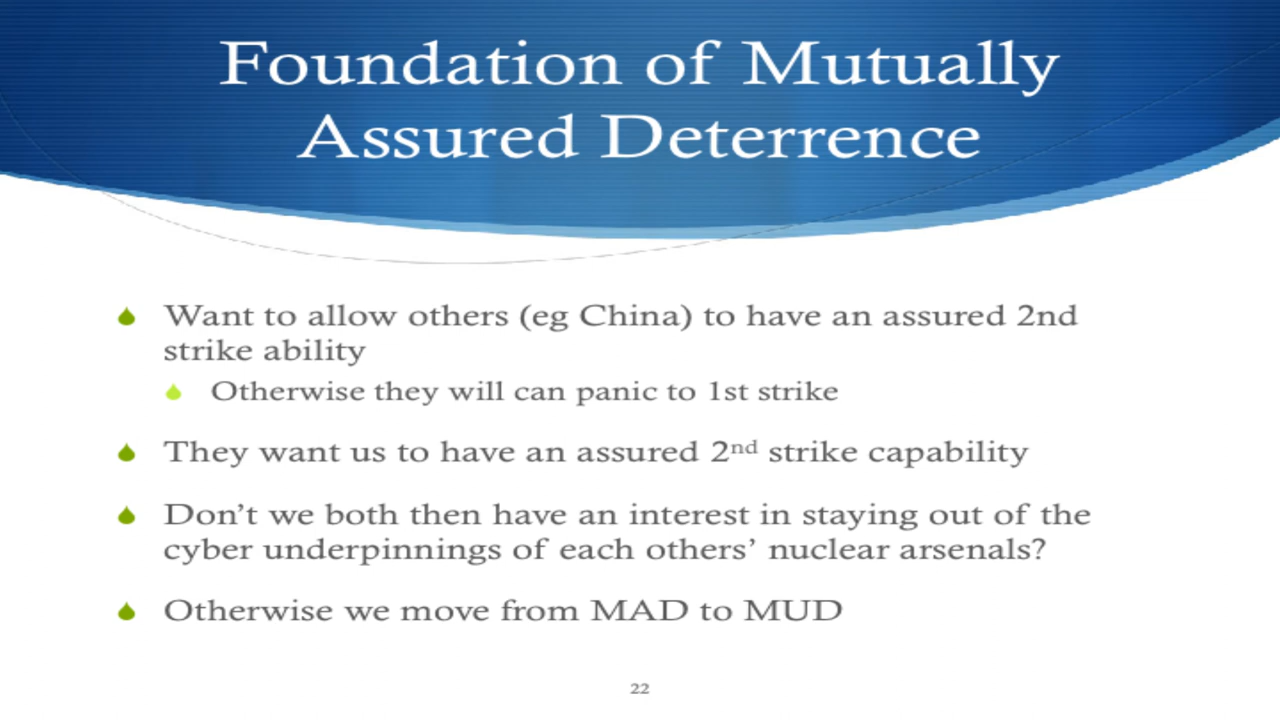 Foundation of Mutually
Assured Deterrence
Want to allow others (eg China) to have an assured 2nd
strike ability
Otherwise they will can panic to 1st strike
They want us to have an assured 2nd strike capability
Don’t we both then have an interest in staying out of the
cyber underpinnings of each others’ nuclear arsenals?
Otherwise we move from MAD to MUD
22